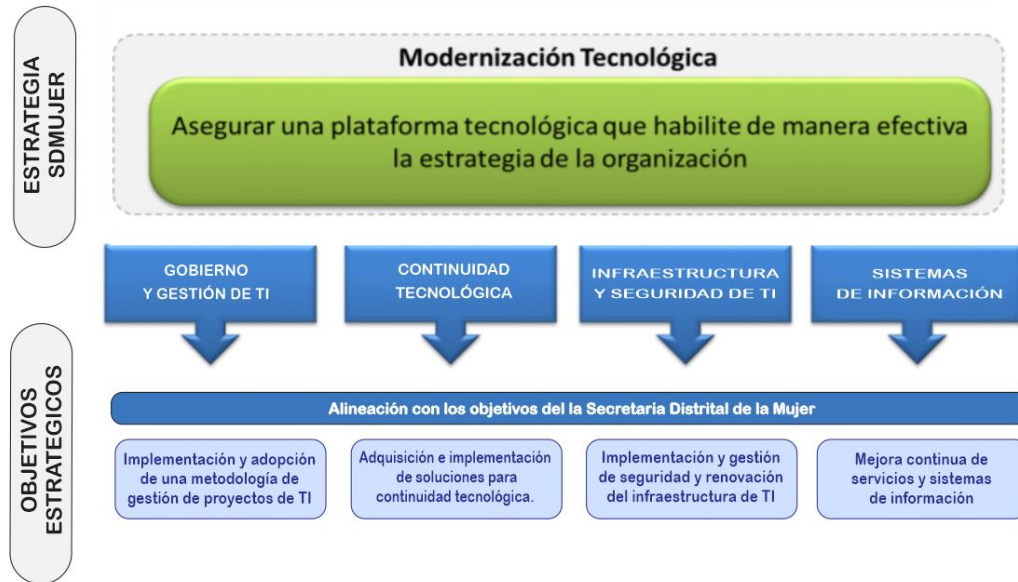 ESTRATEGIA
SDMUJER
Modernización Tecnológica
Asegurar una plataforma tecnológica que habilite de manera efectiva
la estrategia de la organización
GOBIERNO
Y GESTIÓN DE TI
CONTINUIDAD
TECNOLÓGICA
INFRAESTRUCTURA
Y SEGURIDAD DE TI
SISTEMAS
DE INFORMACIÓN
OBJETIVOS
ESTRATEGICOS
Alineación con los objetivos del la Secretaria Distrital de la Mujer
Implementación y adopción
de una metodología de
gestión de proyectos de TI
Adquisición e implementación
de soluciones para
continuidad tecnológica.
Implementación y gestión
de seguridad y renovación
del infraestructura de TI
Mejora continua de
servicios y sistemas
de información